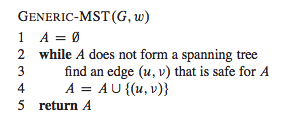 GENERIC-MST(G, w)
1 A = Ø
2 while A does not form a spanning tree
3 find an edge (u, v) that is safe for A
4 A = A ∪ {(u, v)}
5 return A